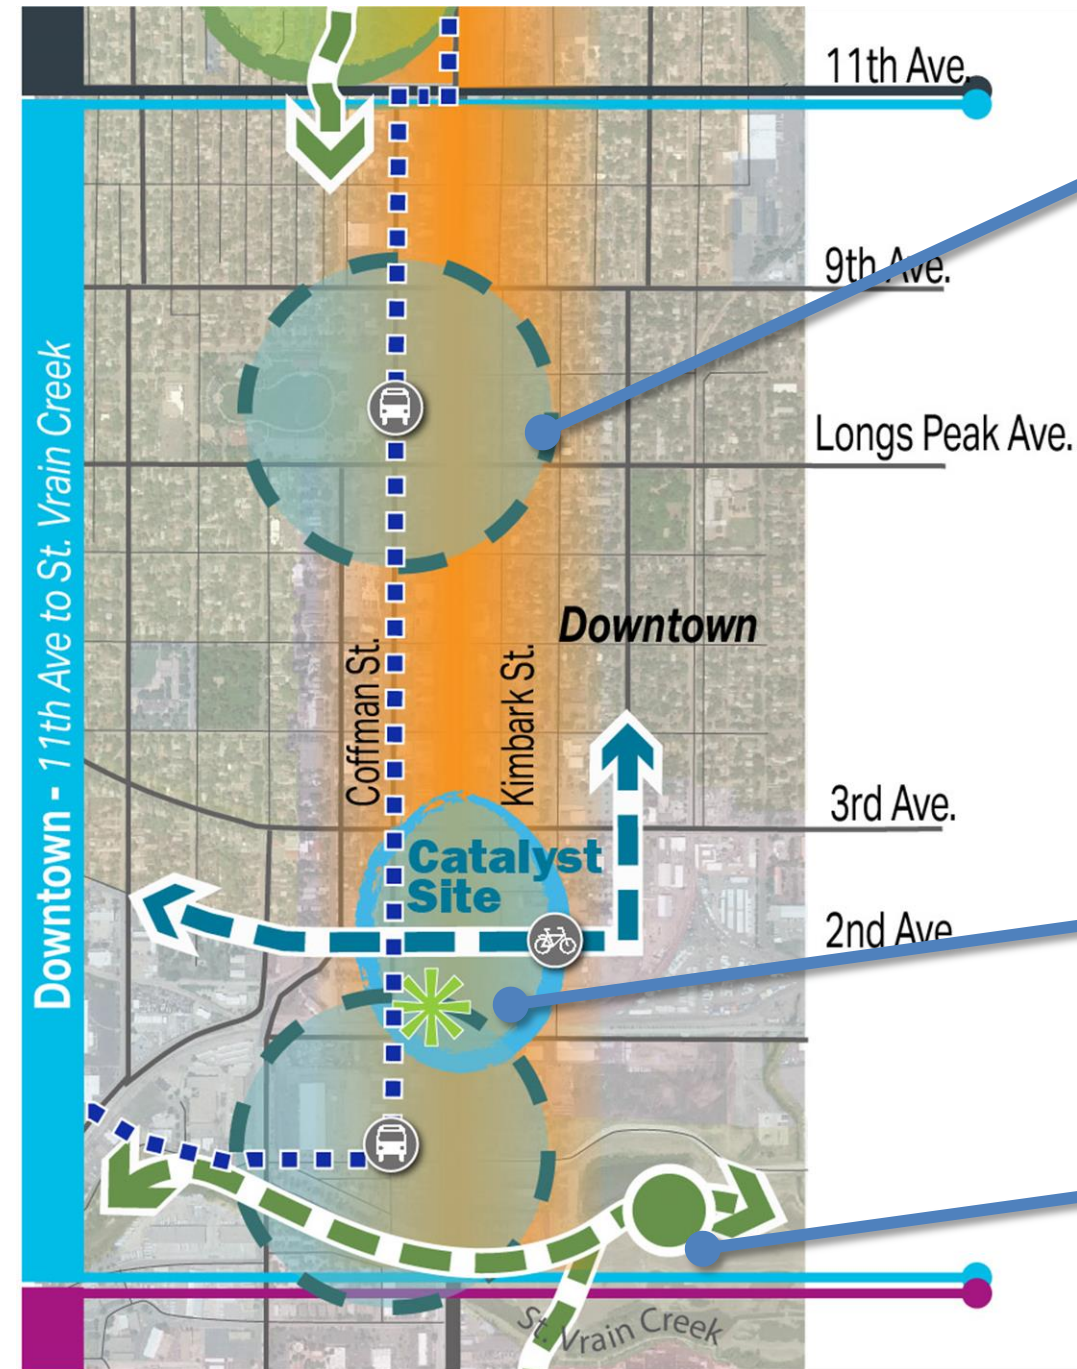 11th Ave.
9th Ave.
Longs Peak Ave.
Downtown - 11th Ave to St. Vrain Creek
Downtown
Coffman St.
Kimbark St.
3rd Ave.
Catalyst
Site
2nd Ave
St. Vrain Creek